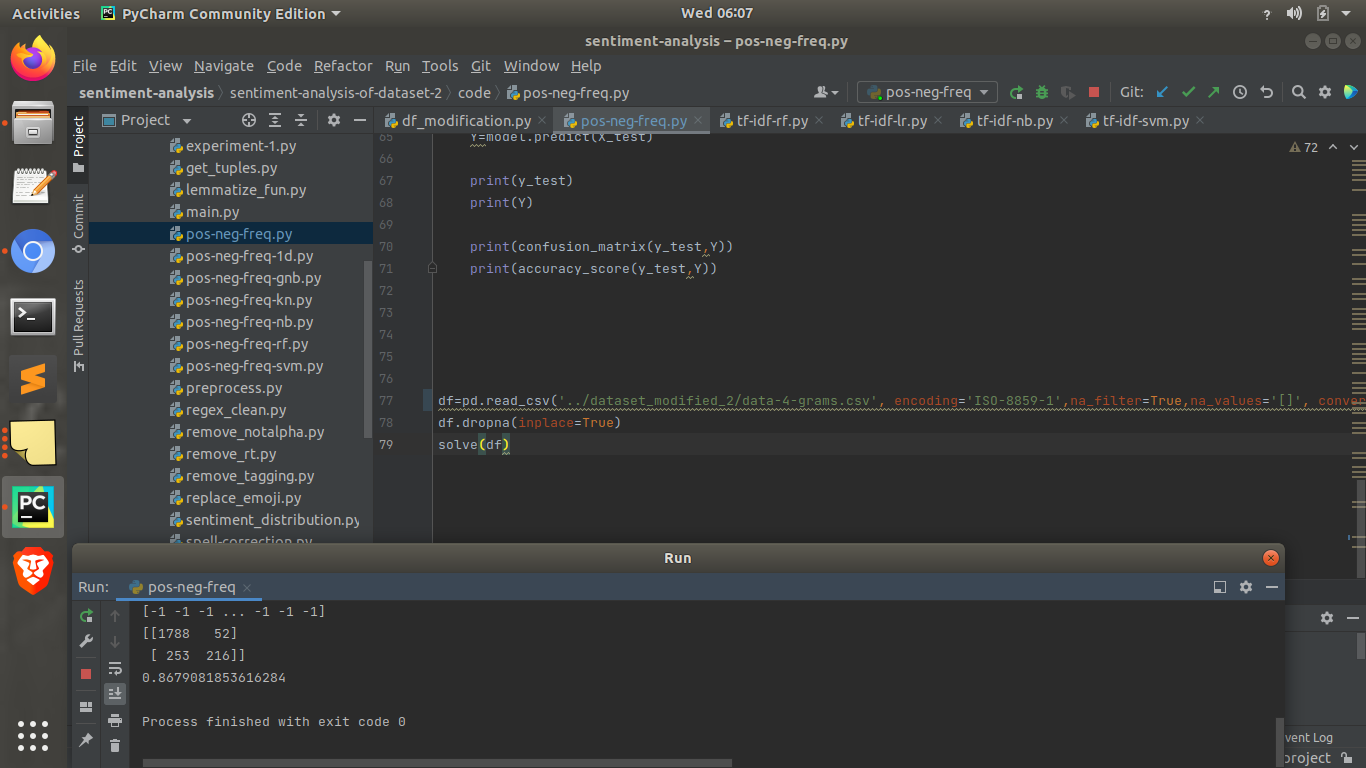 Activities PyCharm Community Edition Wed 06:07 ?
sentiment-analysis – pos-neg-freq.py
File Edit View Navigate Code Refactor Run Tools Git Window Help
sentiment-analysis sentiment-analysis-of-dataset-2 code pos-neg-freq.py pos-neg-freq Git:
Project df_modification.py pos-neg-freq.py tf-idf-rf.py tf-idf-lr.py tf-idf-nb.py tf-idf-svm.py
Project
Commit
Pull Requests
experiment-1.py
get_tuples.py
lemmatize_fun.py
main.py
pos-neg-freq.py
pos-neg-freq-1d.py
pos-neg-freq-gnb.py
pos-neg-freq-kn.py
pos-neg-freq-nb.py
pos-neg-freq-rf.py
pos-neg-freq-svm.py
preprocess.py
regex_clean.py
remove_notalpha.py
remove_rt.py
remove_tagging.py
replace_emoji.py
sentiment_distribution.py
spell-correction.py
72
65 Y=model.predict(X_test)
66
67 print(y_test)
68 print(Y)
69
70 print(confusion_matrix(y_test,Y))
71 print(accuracy_score(y_test,Y))
72
73
74
75
76
77 df=pd.read_csv('../dataset_modified_2/data-4-grams.csv', encoding='ISO-8859-1',na_filter=True,na_values='[]', conver
78 df.dropna(inplace=True)
79 solve(df)
Run
Run: pos-neg-freq
[-1 -1 -1 ... -1 -1 -1]
[[1788 52]
[ 253 216]]
0.8679081853616284
Process finished with exit code 0
vent Log
project
PC